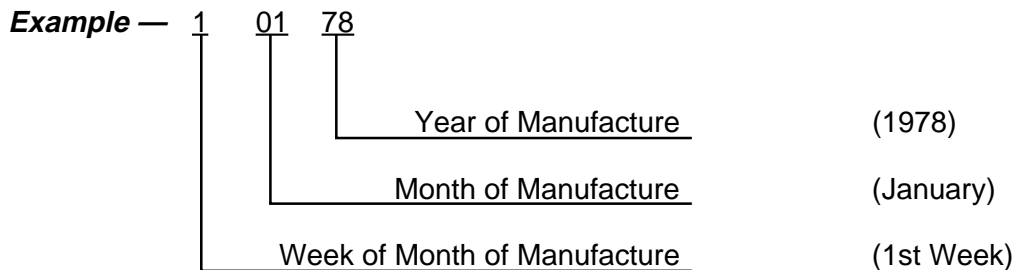 Example — 1 01 78
Year of Manufacture (1978)
Month of Manufacture (January)
Week of Month of Manufacture (1st Week)